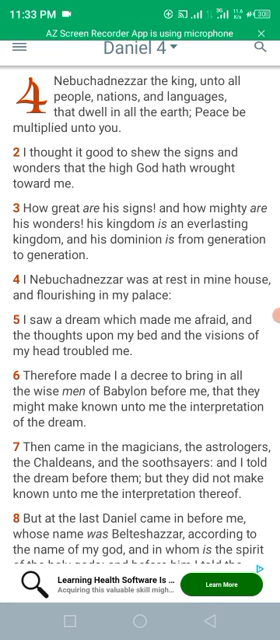 11:33 PM
AZ Screen Recorder App is using microphone
Daniel 4
4 Nebuchadnezzar the king, unto all
people, nations, and languages,
that dwell in all the earth; Peace be
multiplied unto you.
2 I thought it good to shew the signs and
wonders that the high God hath wrought
toward me.
3 How great are his signs! and how mighty are
his wonders! his kingdom is an everlasting
kingdom, and his dominion is from generation
to generation.
4 I Nebuchadnezzar was at rest in mine house,
and flourishing in my palace:
5 I saw a dream which made me afraid, and
the thoughts upon my bed and the visions of
my head troubled me.
6 Therefore made I a decree to bring in all
the wise men of Babylon before me, that they
might make known unto me the interpretation
of the dream.
7 Then came in the magicians, the astrologers,
the Chaldeans, and the soothsayers: and I told
the dream before them; but they did not make
known unto me the interpretation thereof.
8 But at the last Daniel came in before me,
whose name was Belteshazzar, according to
the name of my god, and in whom is the spirit
Learning Health Software Is ...
Acquiring this valuable skill migh...
Learn More